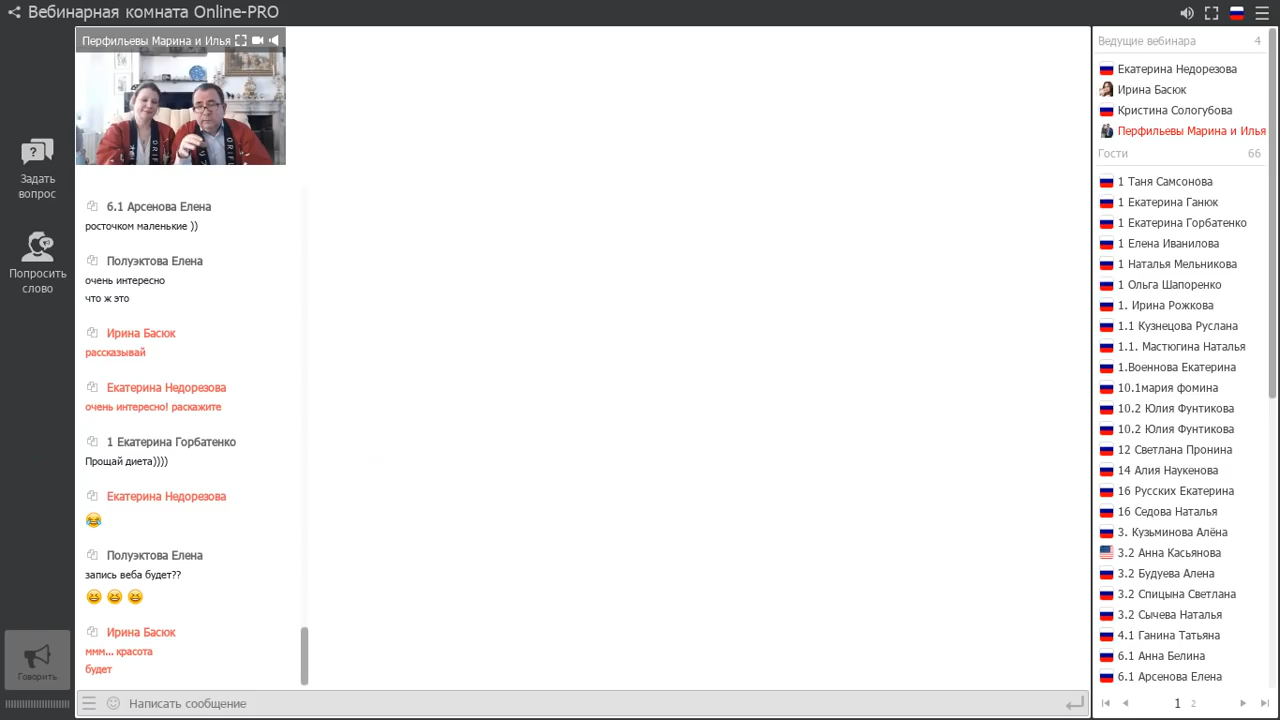 Вебинарная комната Online-PRO
Перфильевы Марина и Илья
Задать
вопрос
Попросить
слово
Говорить
6.1 Арсенова Елена
росточком маленькие ))
Полуэктова Елена
очень интересно
что ж это
Ирина Басюк
рассказывай
Екатерина Недорезова
очень интересно! раскажите
1 Екатерина Горбатенко
Прощай диета))))
Екатерина Недорезова
Полуэктова Елена
запись веба будет??
Ирина Басюк
ммм... красота
будет
Написать сообщение
Ведущие вебинара 4
Екатерина Недорезова
Ирина Басюк
Кристина Сологубова
Перфильевы Марина и Илья
Гости 66
1 Таня Самсонова
1 Екатерина Ганюк
1 Екатерина Горбатенко
1 Елена Иванилова
1 Наталья Мельникова
1 Ольга Шапоренко
1. Ирина Рожкова
1.1 Кузнецова Руслана
1.1. Мастюгина Наталья
1.Военнова Екатерина
10.1мария фомина
10.2 Юлия Фунтикова
10.2 Юлия Фунтикова
12 Светлана Пронина
14 Алия Наукенова
16 Русских Екатерина
16 Седова Наталья
3. Кузьминова Алёна
3.2 Анна Касьянова
3.2 Будуева Алена
3.2 Спицына Светлана
3.2 Сычева Наталья
4.1 Ганина Татьяна
6.1 Анна Белина
6.1 Арсенова Елена
1 2